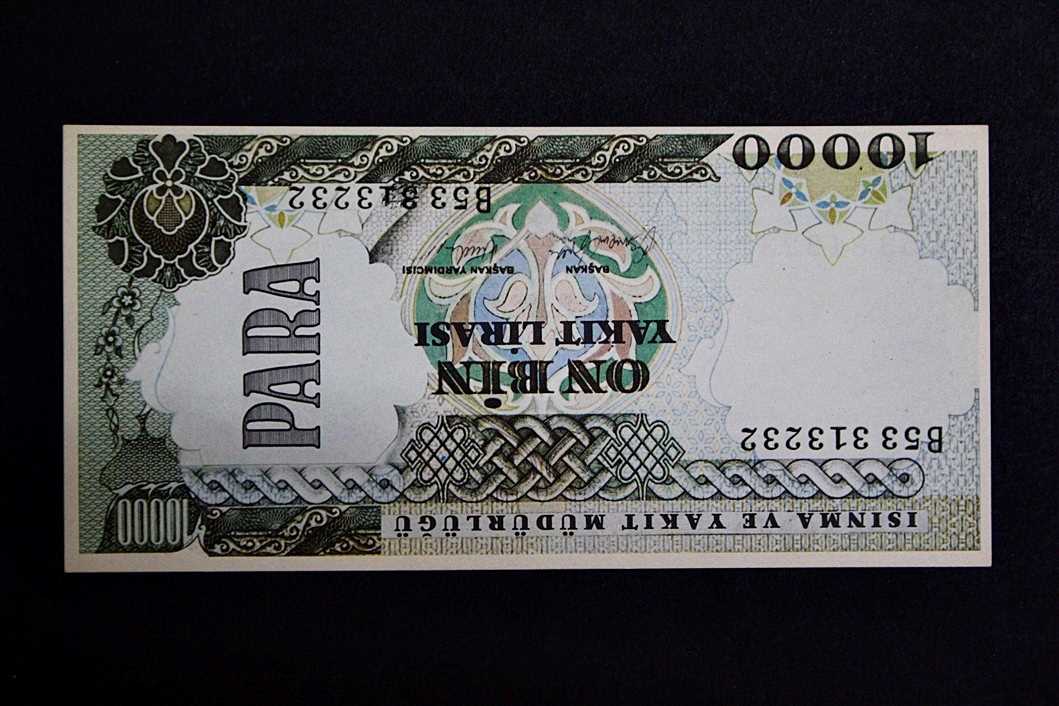 ISINMA VE YAKIT MÜDÜRLÜĞÜ
10000
B53 313232
ON BİN
YAKIT LİRASI
BAŞKAN
BAŞKAN YARDIMCISI
PARA
B53 313232
10000